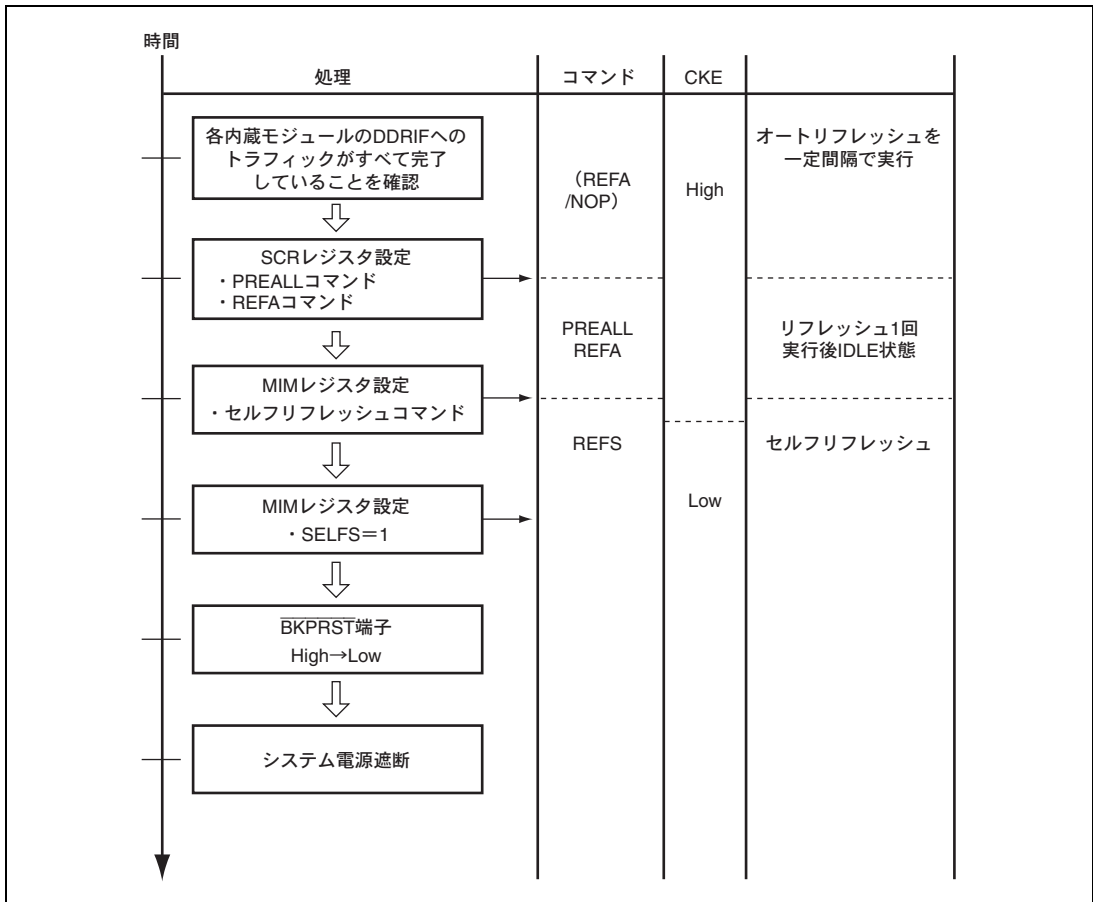 時間
処理
コマンド
CKE
各内蔵モジュールのDDRIFへの
トラフィックがすべて完了
していることを確認
(REFA
/NOP)
High
オートリフレッシュを
一定間隔で実行
SCRレジスタ設定
・PREALLコマンド
・REFAコマンド
PREALL
REFA
リフレッシュ1回
実行後IDLE状態
MIMレジスタ設定
・セルフリフレッシュコマンド
REFS
セルフリフレッシュ
MIMレジスタ設定
・SELFS=1
Low
BKPRST端子
High→Low
システム電源遮断